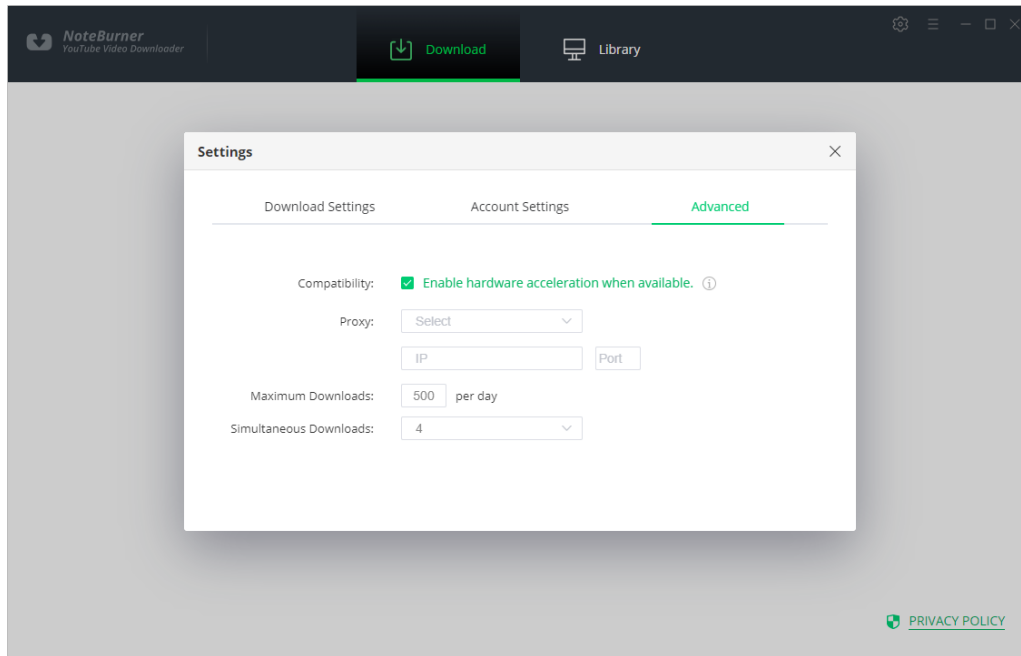 NoteBurner
YouTube Video Downloader
Download
Library
Settings
Download Settings
Account Settings
Advanced
Compatibility:
Enable hardware acceleration when available.
Proxy:
Select
IP
Port
Maximum Downloads:
500
per day
Simultaneous Downloads:
4
PRIVACY POLICY